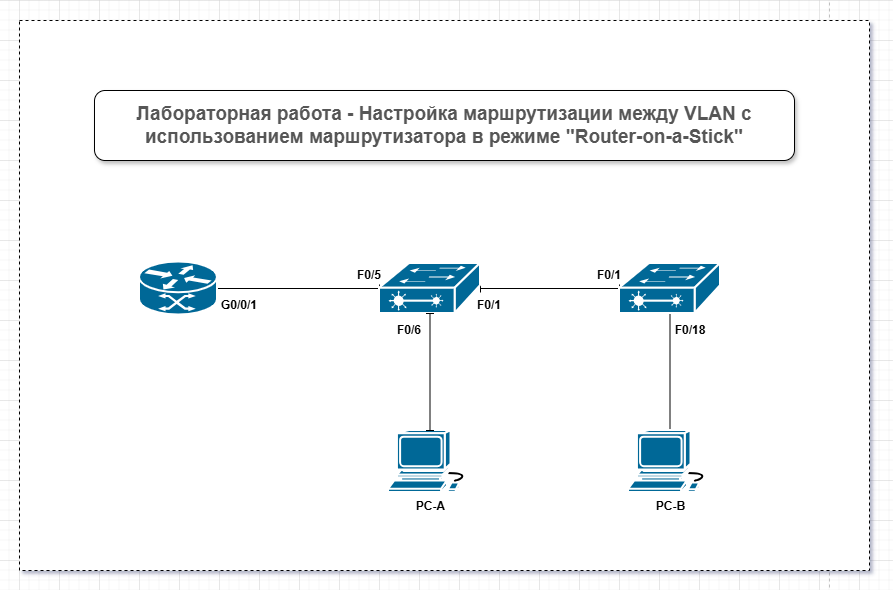 Лабораторная работа - Настройка маршрутизации между VLAN с
использованием маршрутизатора в режиме "Router-on-a-Stick"
F0/5
F0/1
G0/0/1
F0/1
F0/6
F0/18
PC-A
PC-B